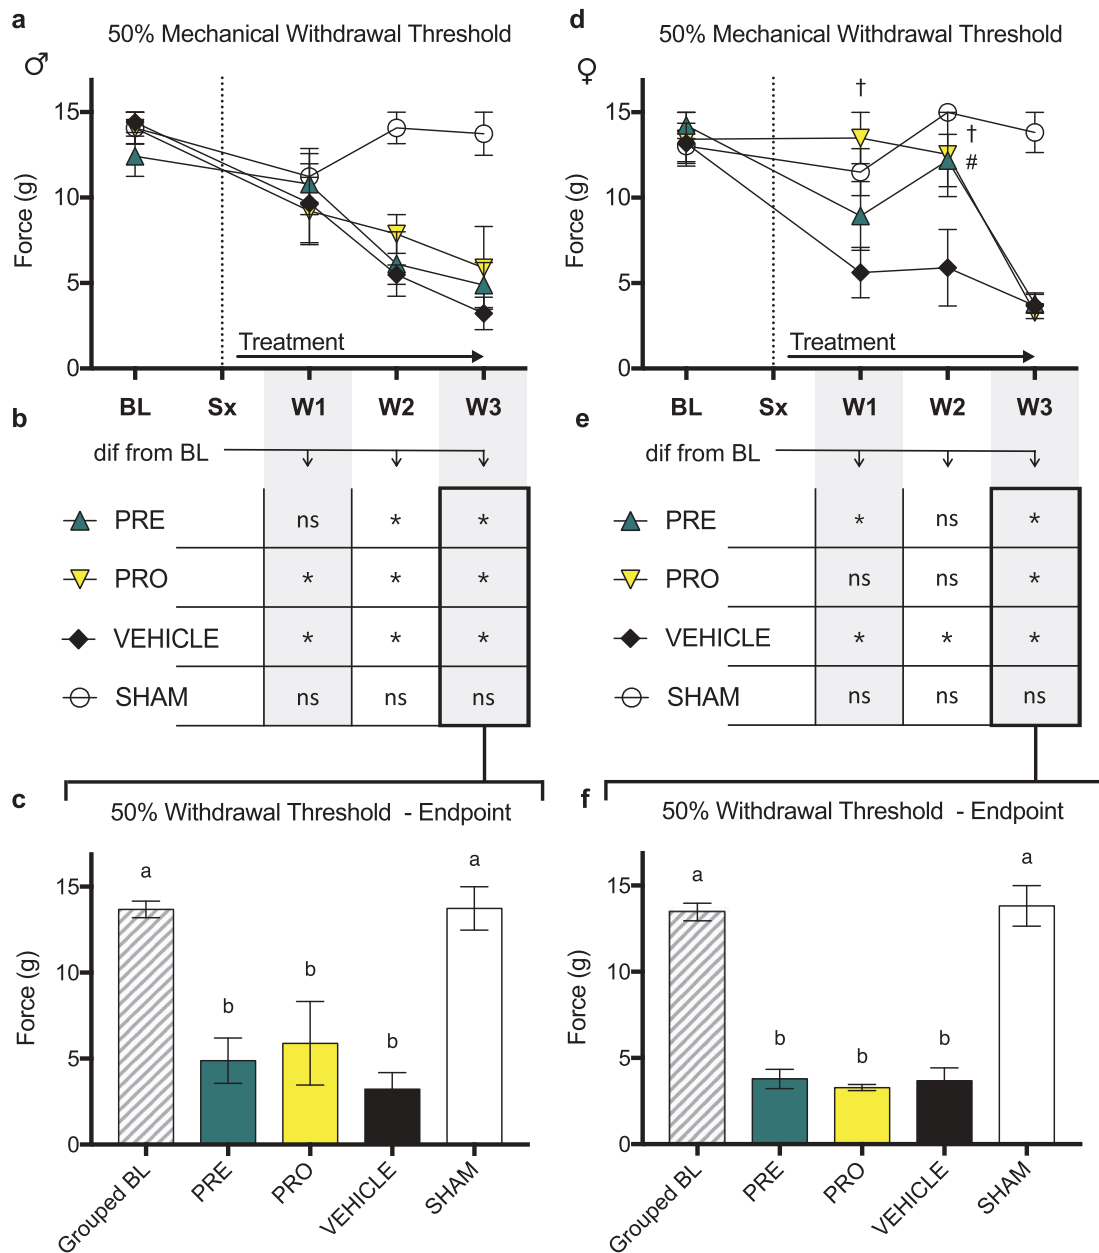 a
50% Mechanical Withdrawal Threshold
♂
15
10
5
0
Force (g)
Treatment
BL Sx W1 W2 W3
b
dif from BL
PRE ns * *
PRO * * *
VEHICLE * * *
SHAM ns ns ns
c
50% Withdrawal Threshold - Endpoint
15
10
5
0
Force (g)
a b b b a
Grouped BL PRE PRO VEHICLE SHAM
d
50% Mechanical Withdrawal Threshold
♀
15
10
5
0
Force (g)
†
†
#
Treatment
BL Sx W1 W2 W3
e
dif from BL
PRE * ns *
PRO ns ns *
VEHICLE * * *
SHAM ns ns ns
f
50% Withdrawal Threshold - Endpoint
15
10
5
0
Force (g)
a b b b a
Grouped BL PRE PRO VEHICLE SHAM